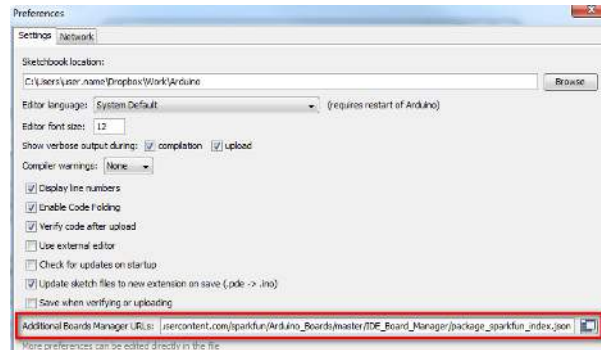 Preferences
Settings Network
Sketchbook location:
C:\Users\user.name\Dropbox\Work\Arduino
Browse
Editor language: System Default (requires restart of Arduino)
Editor font size: 12
Show verbose output during: compilation upload
Compiler warnings: None
Display line numbers
Enable Code Folding
Verify code after upload
Use external editor
Check for updates on startup
Update sketch files to new extension on save (.pde -> .ino)
Save when verifying or uploading
Additional Boards Manager URLs: usercontent.com/sparkfun/Arduino_Boards/master/IDE_Board_Manager/package_sparkfun_index.json
More preferences can be edited directly in the file